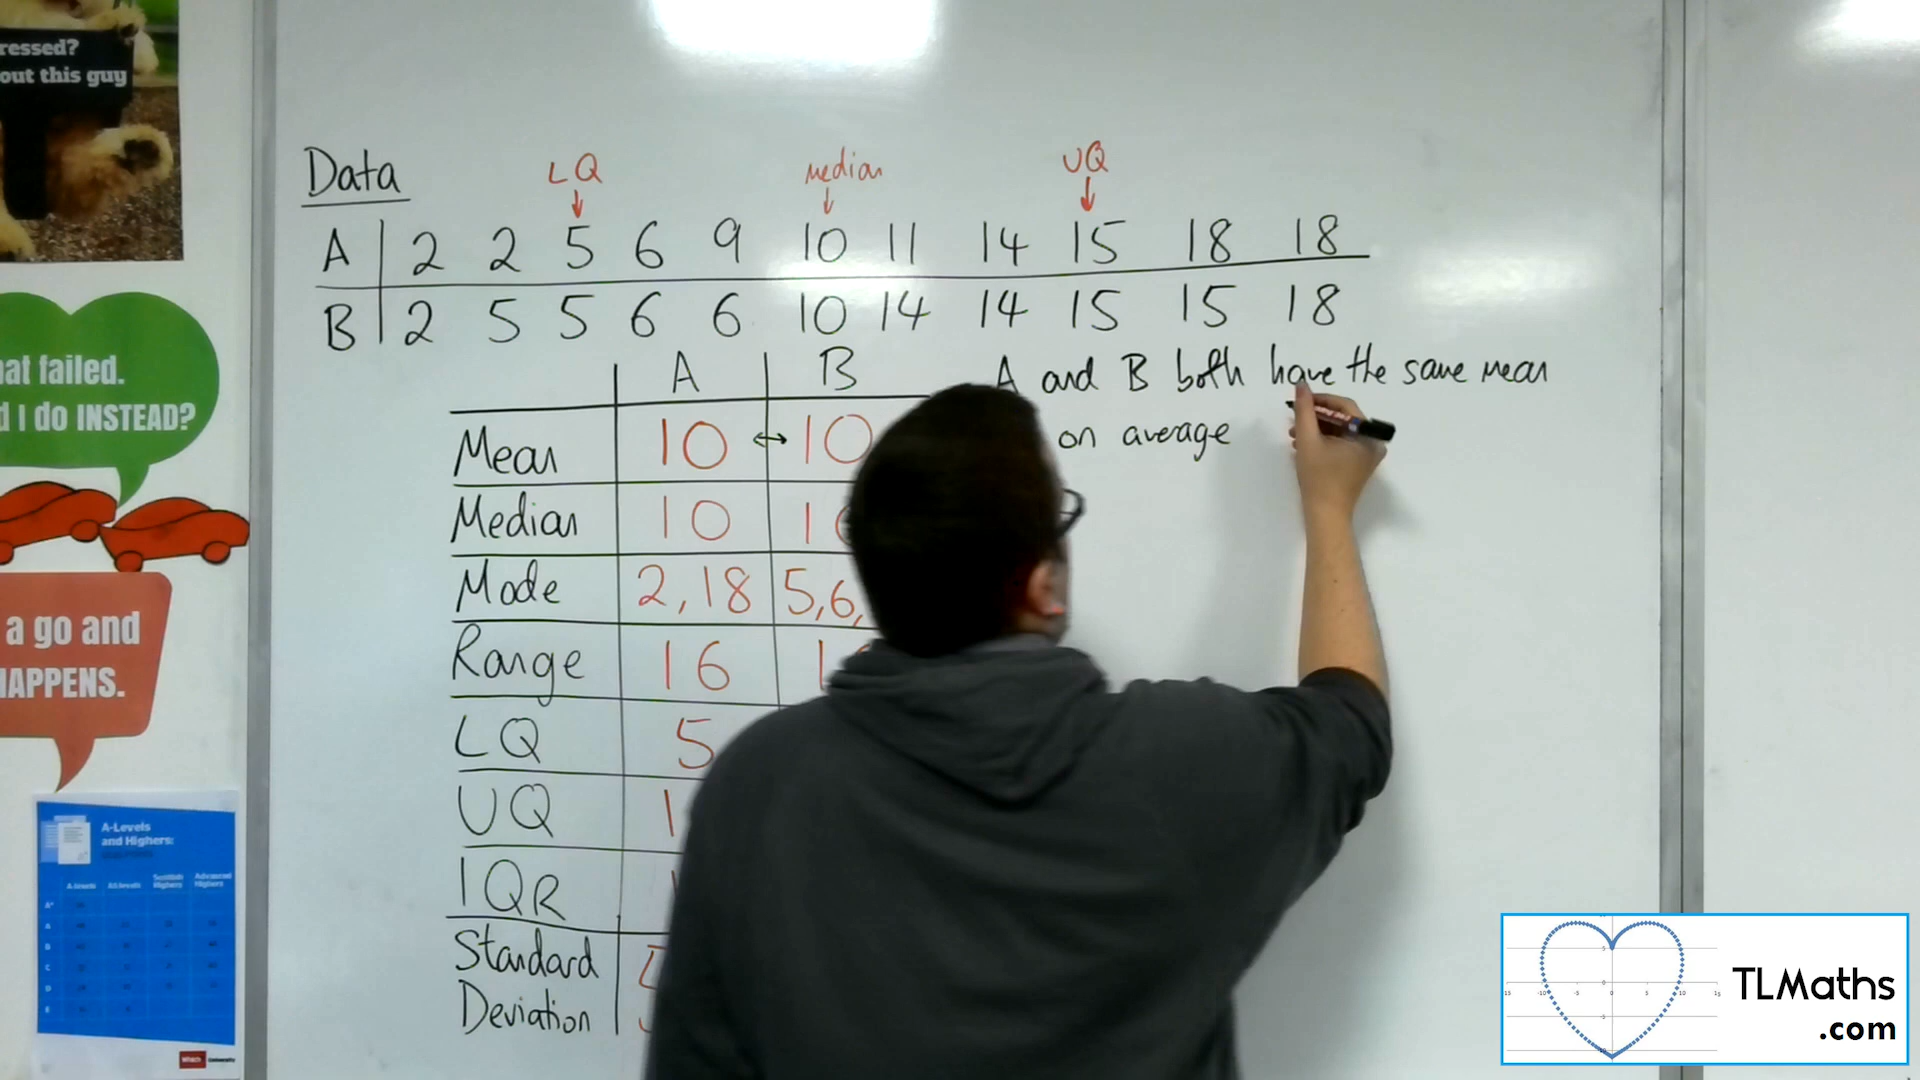 ressed?
out this guy
Data
LQ
median
UQ
A 2 2 5 6 9 10 11 14 15 18 18
B 2 5 5 6 6 10 14 14 15 15 18
A B
Mean 10 ↔ 10
Median 10
Mode 2,18 5,6,
Range 16
LQ 5
UQ
IQR
Standard
Deviation
A and B both have the same mean
on average
at failed.
I do INSTEAD?
a go and
APPENS.
A-Levels
and Highers:
TLMaths
.com